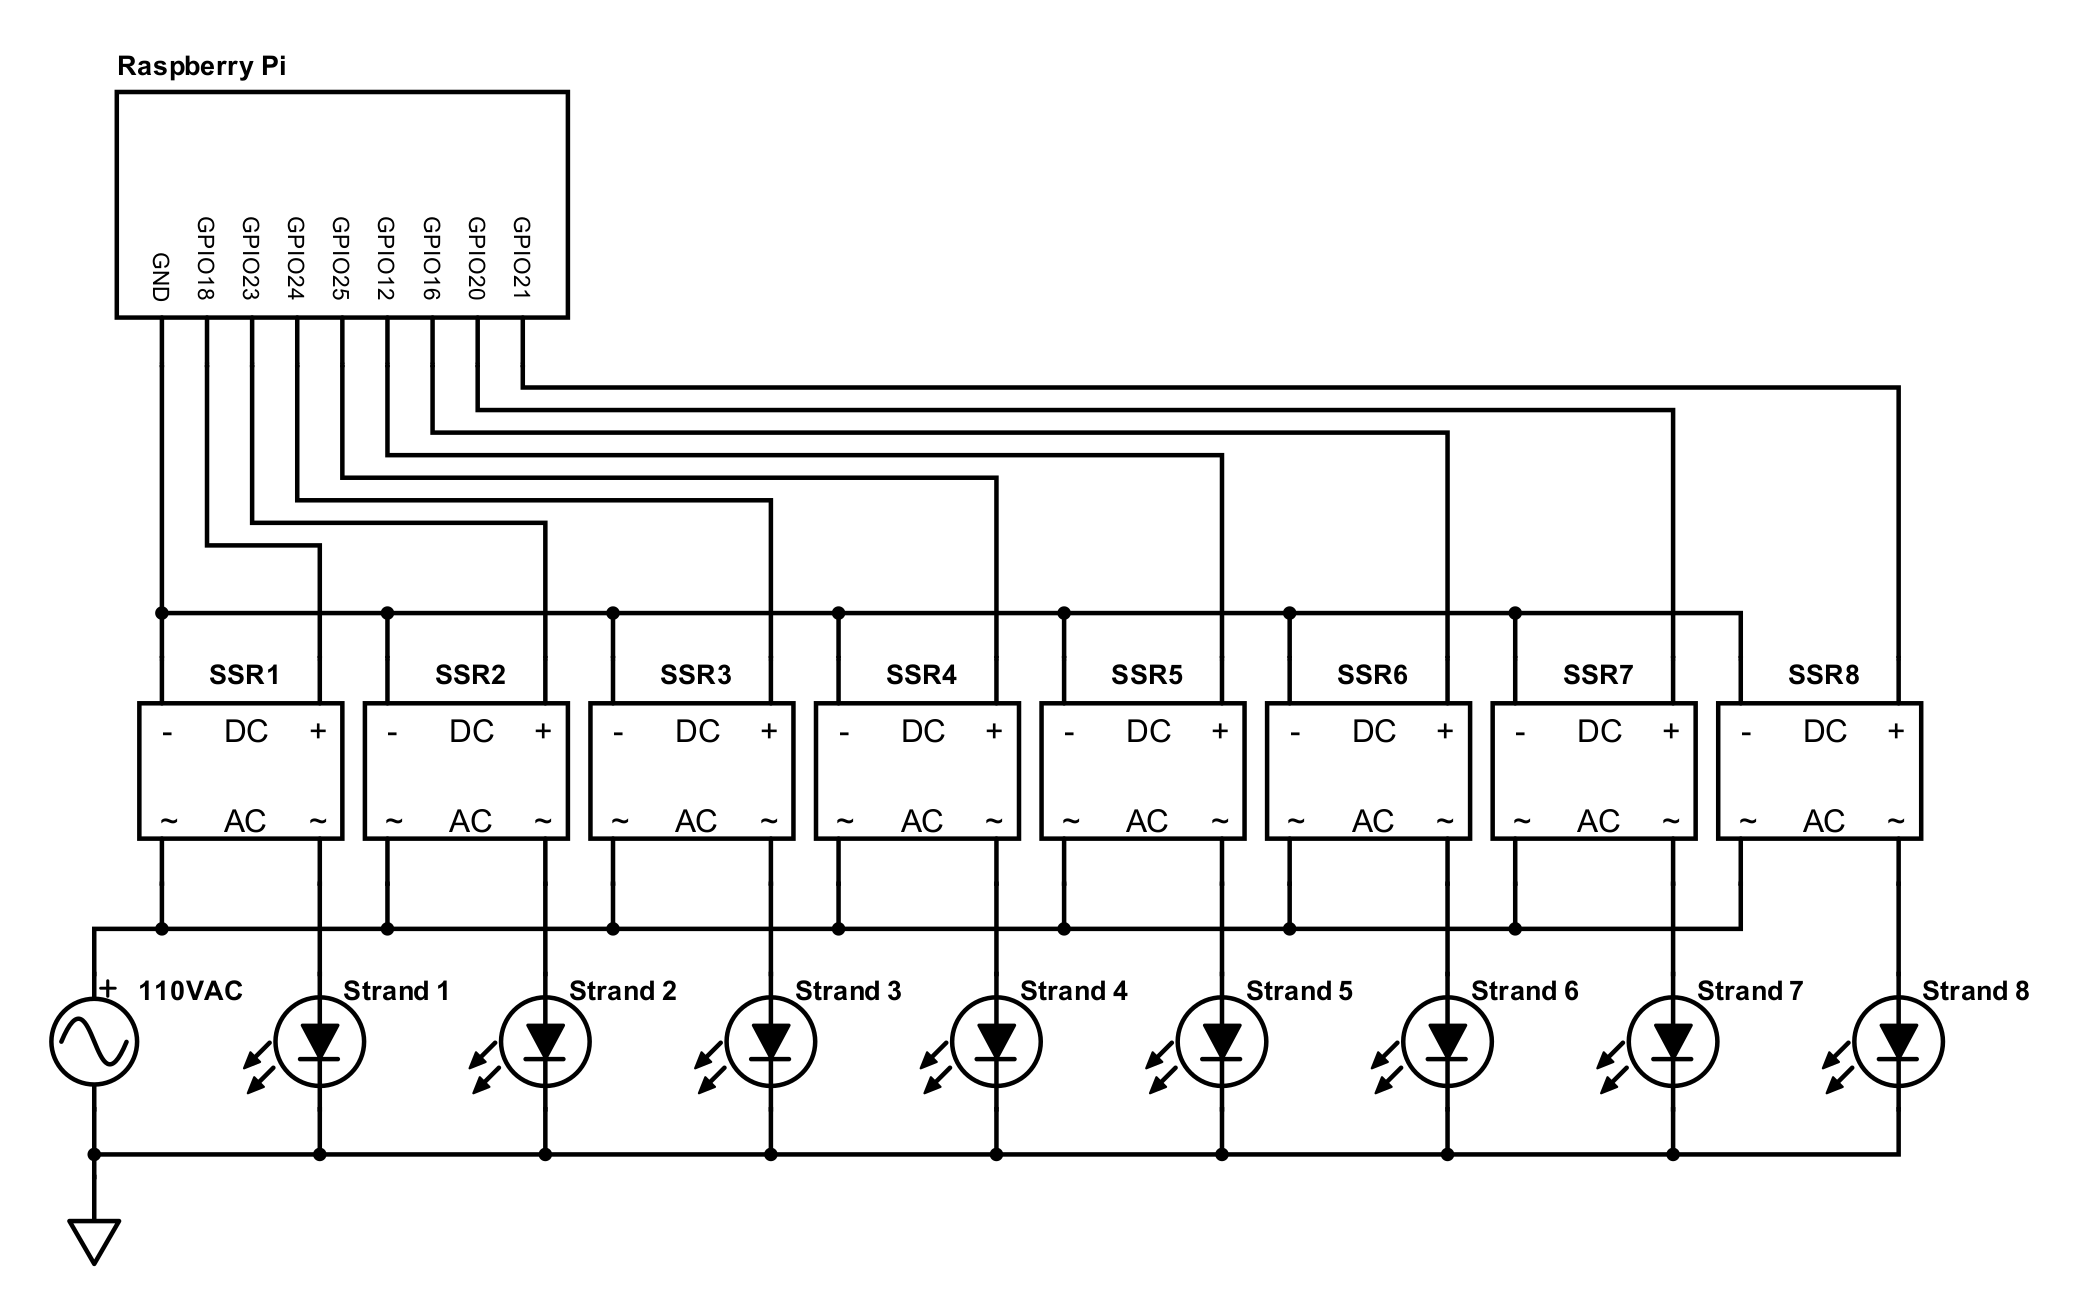 Raspberry Pi
GND
GPIO18
GPIO23
GPIO24
GPIO25
GPIO12
GPIO16
GPIO20
GPIO21
SSR1
SSR2
SSR3
SSR4
SSR5
SSR6
SSR7
SSR8
- DC +
- DC +
- DC +
- DC +
- DC +
- DC +
- DC +
- DC +
~ AC ~
~ AC ~
~ AC ~
~ AC ~
~ AC ~
~ AC ~
~ AC ~
~ AC ~
+ 110VAC
Strand 1
Strand 2
Strand 3
Strand 4
Strand 5
Strand 6
Strand 7
Strand 8